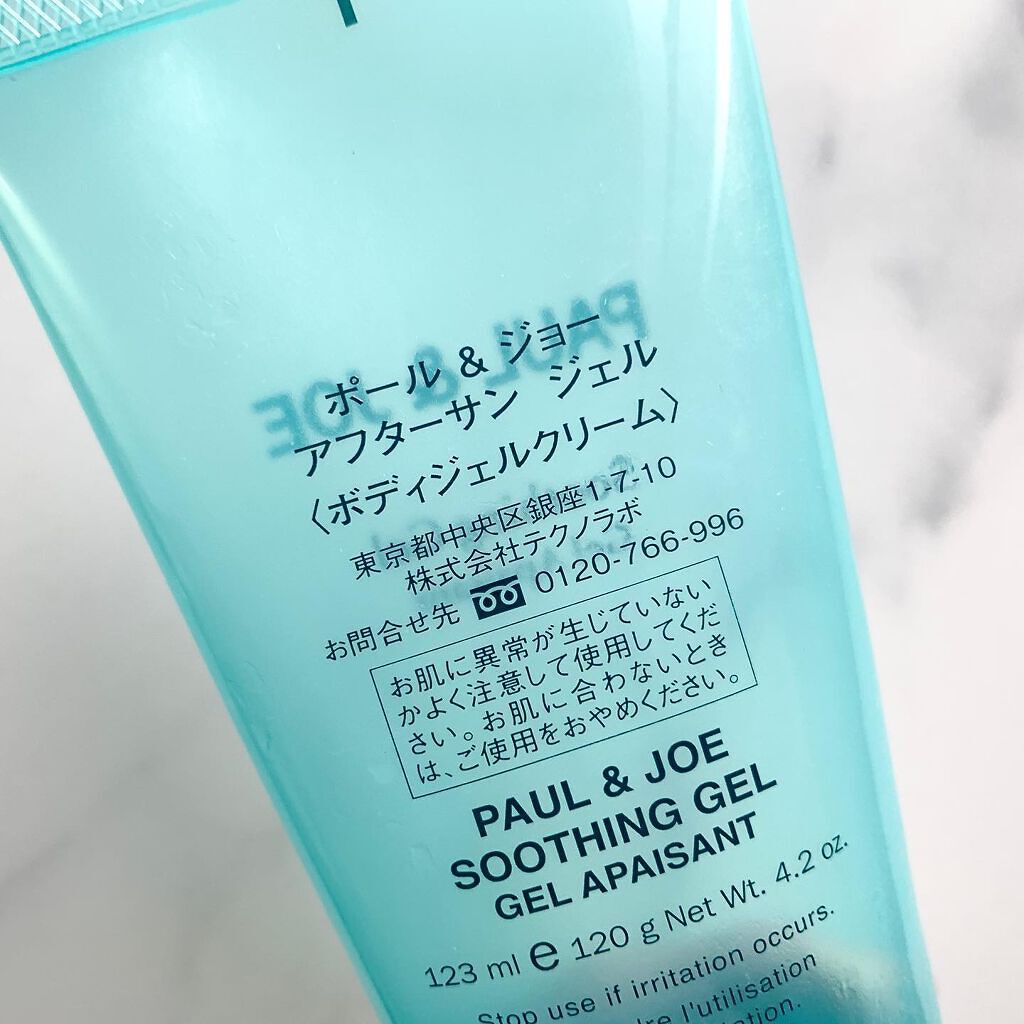 ポール & ジョー
アフターサン ジェル
〈ボディジェルクリーム〉
東京都中央区銀座1-7-10
株式会社テクノラボ
お問合せ先 0120-766-996
お肌に異常が生じていない
かよく注意して使用してくだ
さい。お肌に合わないとき
は、ご使用をおやめください。
PAUL & JOE
SOOTHING GEL
GEL APAISANT
123 ml e 120 g Net Wt. 4.2 oz.
Stop use if irritation occurs.
l'utilisation
PAUL & JOE